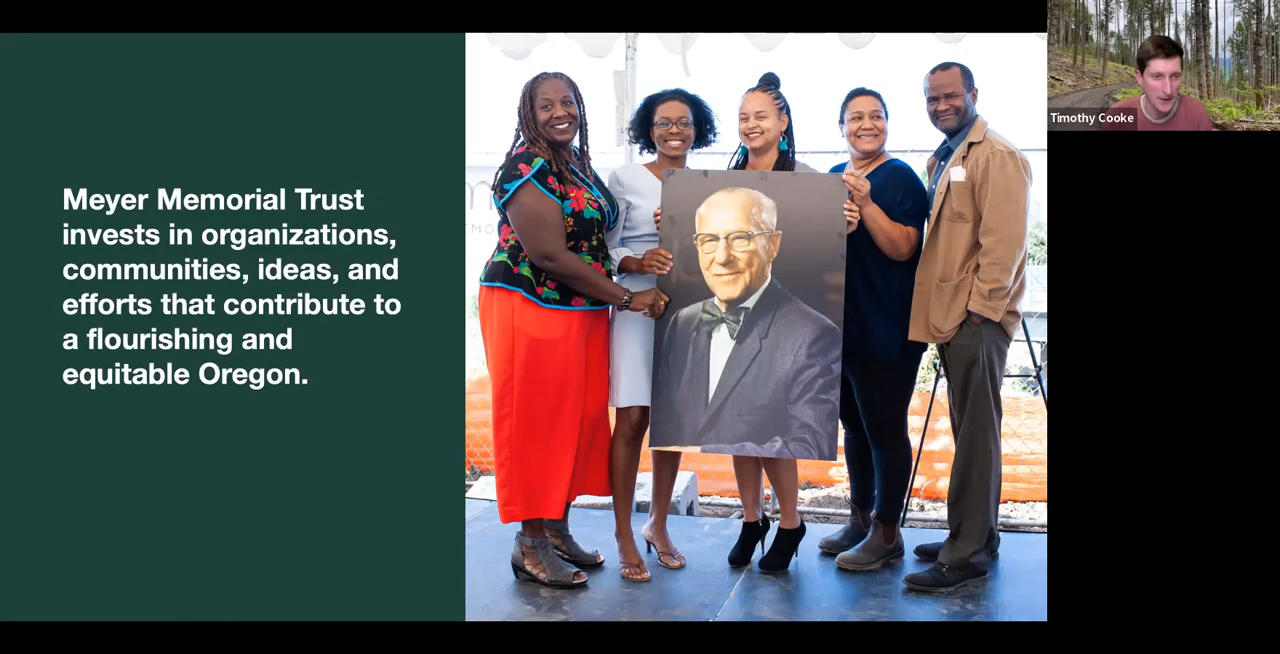 Meyer Memorial Trust
invests in organizations,
communities, ideas, and
efforts that contribute to
a flourishing and
equitable Oregon.
Timothy Cooke